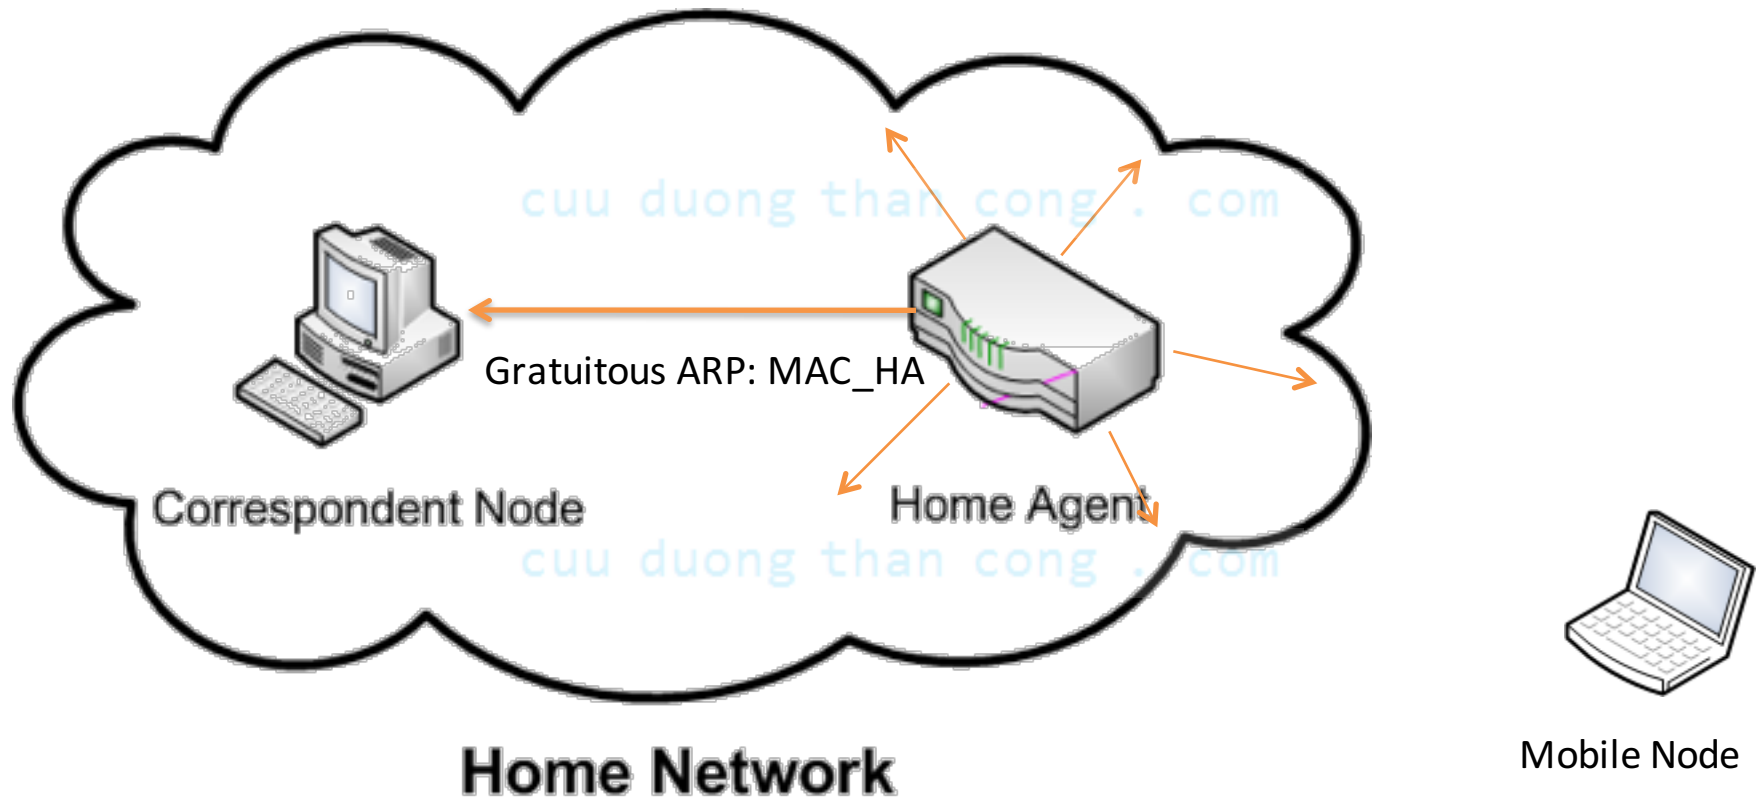 cuu duong than cong . com
Gratuitous ARP: MAC_HA
Correspondent Node
Home Agent
cuu duong than cong . com
Home Network
Mobile Node